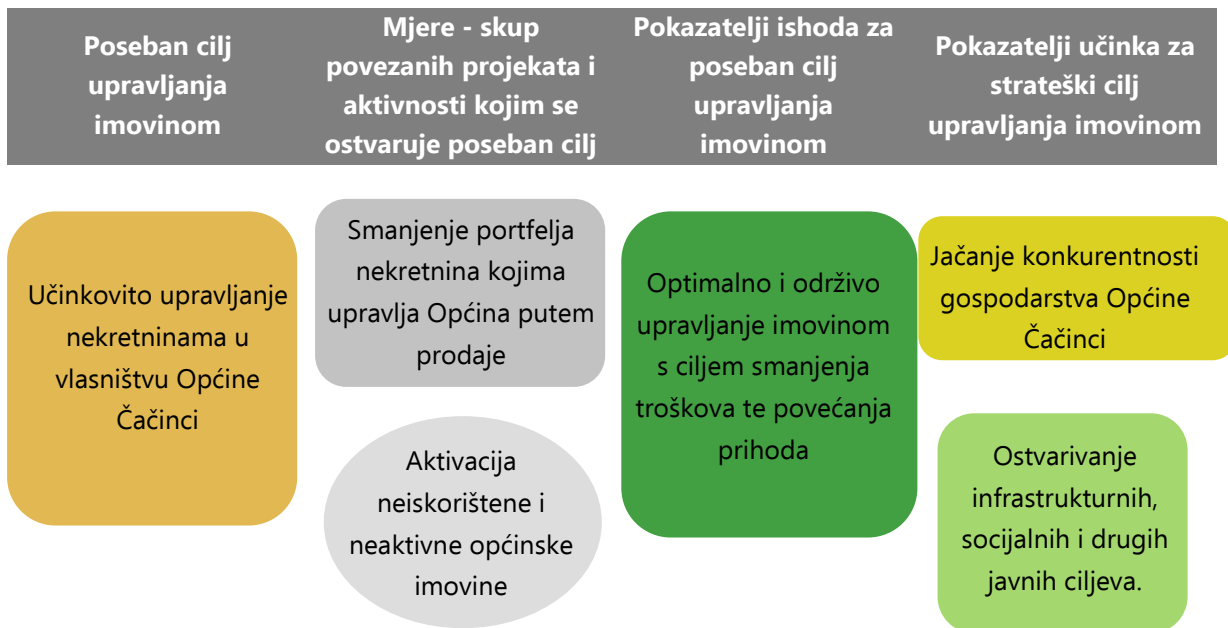 Poseban cilj
upravljanja
imovinom
Mjere - skup
povezanih projekata i
aktivnosti kojim se
ostvaruje poseban cilj
Pokazatelji ishoda za
poseban cilj
upravljanja
imovinom
Pokazatelji učinka za
strateški cilj
upravljanja imovinom
Učinkovito upravljanje
nekretninama u
vlasništvu Općine
Čačinci
Smanjenje portfelja
nekretnina kojima
upravlja Općina putem
prodaje
Aktivacija
neiskorištene i
neaktivne općinske
imovine
Optimalno i održivo
upravljanje imovinom
s ciljem smanjenja
troškova te povećanja
prihoda
Jačanje konkurentnosti
gospodarstva Općine
Čačinci
Ostvarivanje
infrastrukturnih,
socijalnih i drugih
javnih ciljeva.